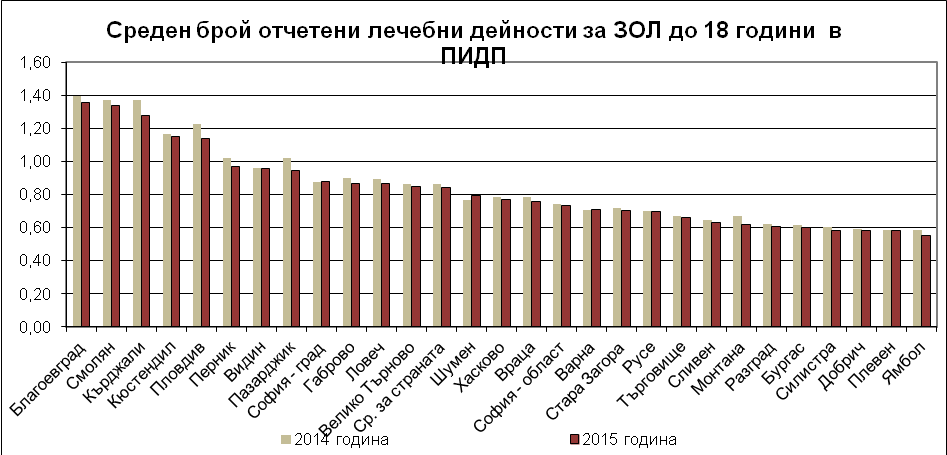 Среден брой отчетени лечебни дейности за ЗОЛ до 18 години в
ПИДП
1,60
1,40
1,20
1,00
0,80
0,60
0,40
0,20
0,00
Благоевград
Смолян
Кърджали
Кюстендил
Пловдив
Перник
Видин
Пазарджик
София - град
Габрово
Ловеч
Велико Търново
Ср. за страната
Шумен
Хасково
Враца
София - област
Варна
Стара Загора
Русе
Търговище
Сливен
Монтана
Разград
Бургас
Силистра
Добрич
Плевен
Ямбол
2014 година
2015 година